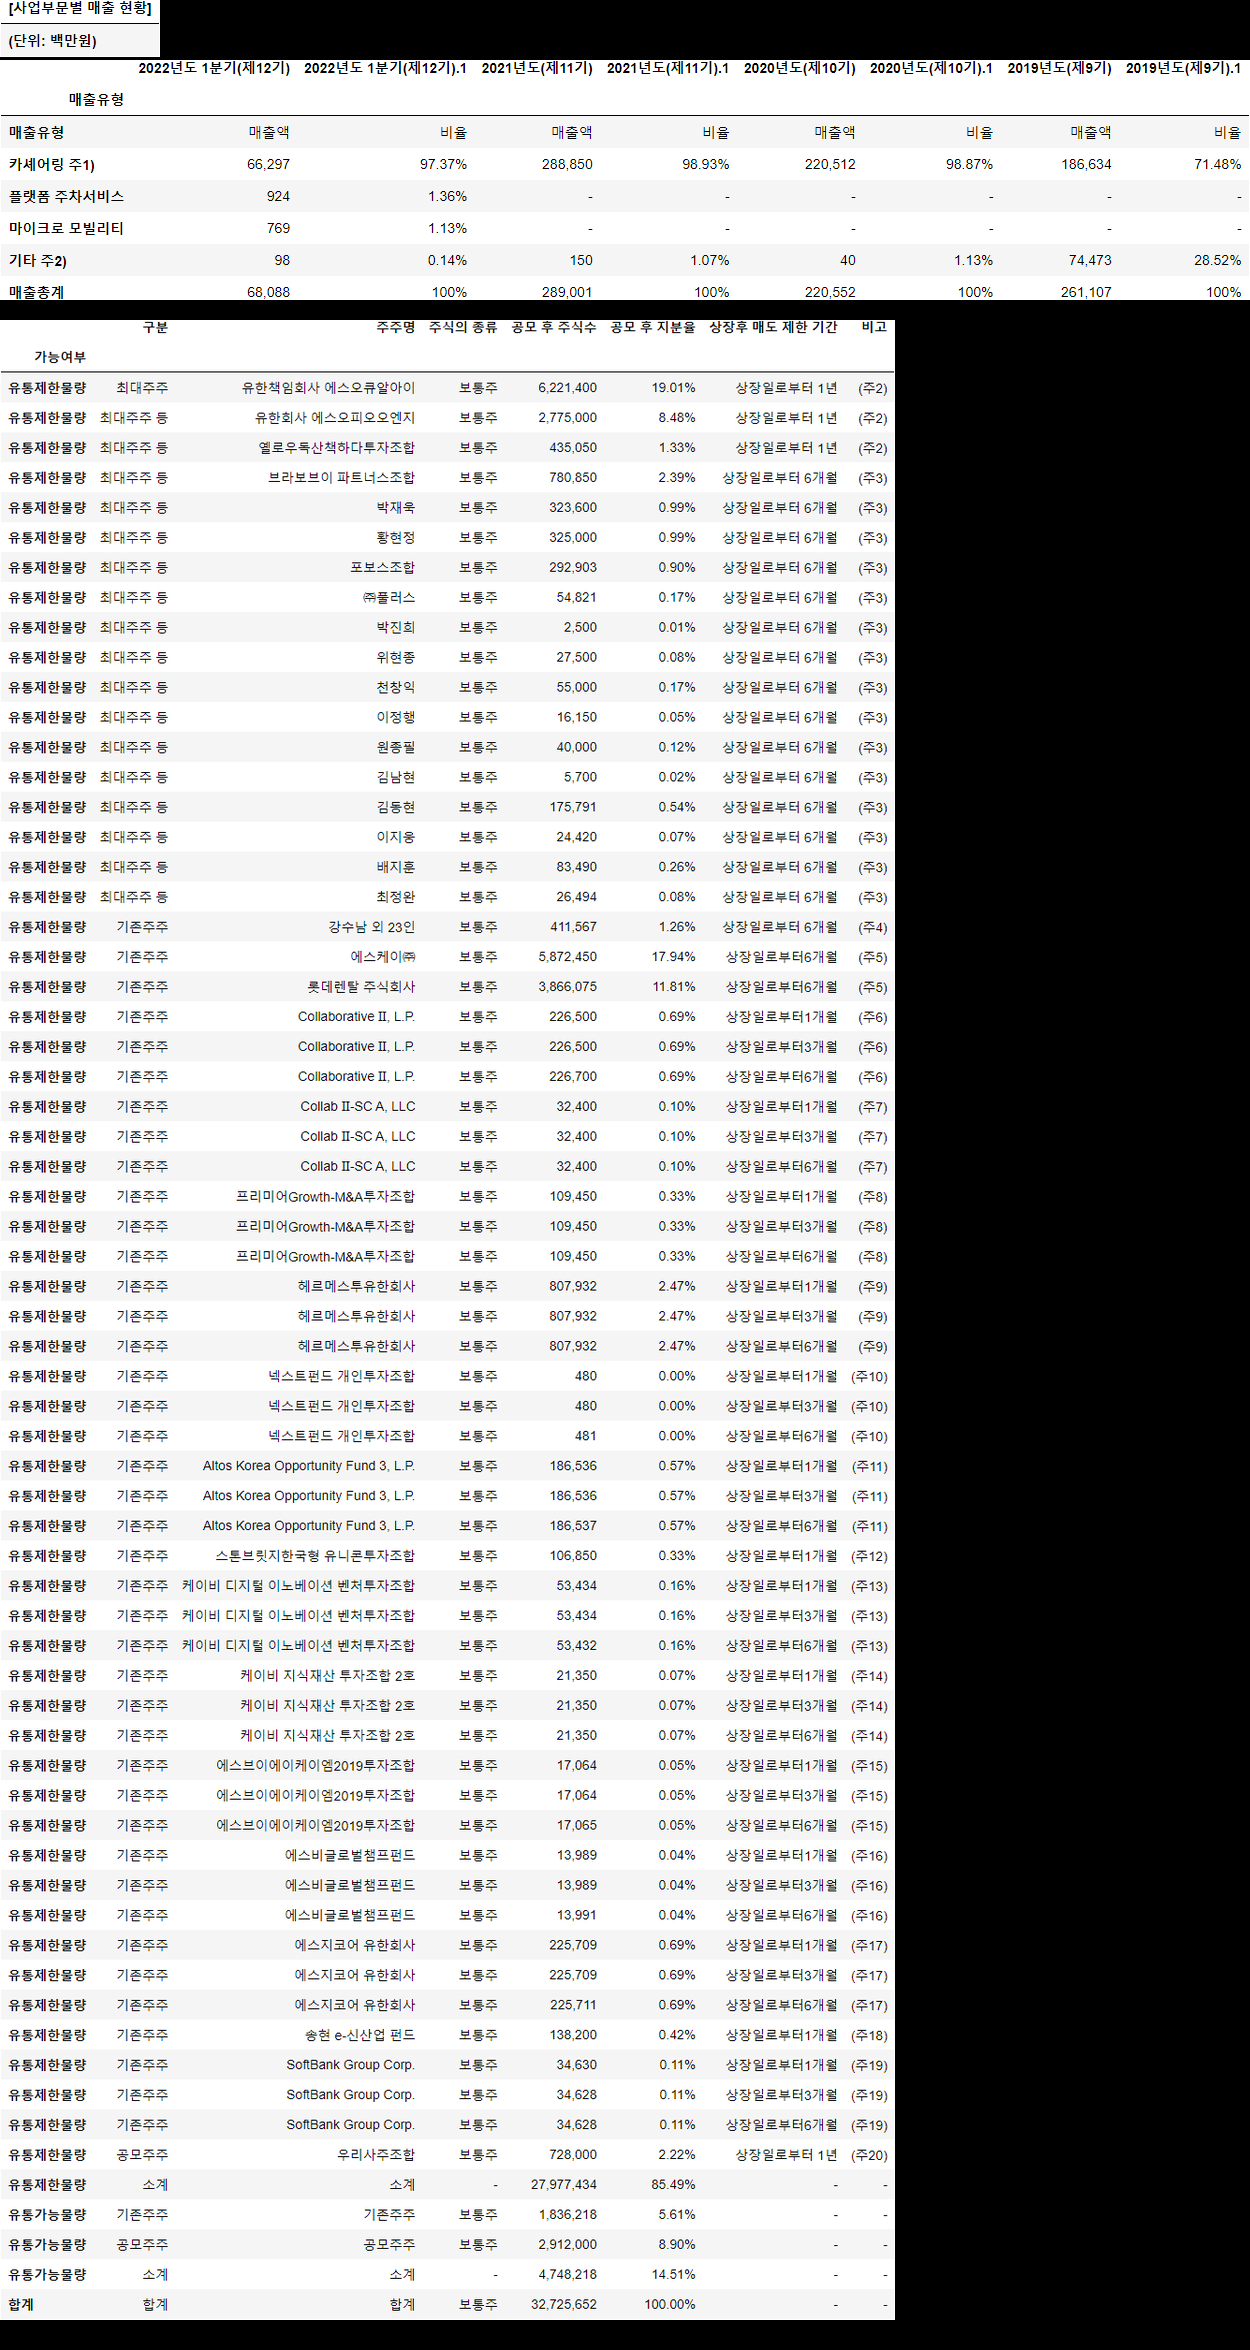 [사업부문별 매출 현황]
(단위: 백만원)
2022년도 1분기(제12기) 2022년도 1분기(제12기).1 2021년도(제11기) 2021년도(제11기).1 2020년도(제10기) 2020년도(제10기).1 2019년도(제9기) 2019년도(제9기).1
매출유형
매출유형 매출액 비율 매출액 비율 매출액 비율 매출액 비율
카셰어링 주1) 66,297 97.37% 288,850 98.93% 220,512 98.87% 186,634 71.48%
플랫폼 주차서비스 924 1.36% - - - - - -
마이크로 모빌리티 769 1.13% - - - - - -
기타 주2) 98 0.14% 150 1.07% 40 1.13% 74,473 28.52%
매출총계 68,088 100% 289,001 100% 220,552 100% 261,107 100%
구분 주주명 주식의 종류 공모 후 주식수 공모 후 지분율 상장후 매도 제한 기간 비고
가능여부
유통제한물량 최대주주 유한책임회사 에스오큐알아이 보통주 6,221,400 19.01% 상장일로부터 1년 (주2)
유통제한물량 최대주주 등 유한회사 에스오피오오엔지 보통주 2,775,000 8.48% 상장일로부터 1년 (주2)
유통제한물량 최대주주 등 옐로우독산책하다투자조합 보통주 435,050 1.33% 상장일로부터 1년 (주2)
유통제한물량 최대주주 등 브라보브이 파트너스조합 보통주 780,850 2.39% 상장일로부터 6개월 (주3)
유통제한물량 최대주주 등 박재욱 보통주 323,600 0.99% 상장일로부터 6개월 (주3)
유통제한물량 최대주주 등 황현정 보통주 325,000 0.99% 상장일로부터 6개월 (주3)
유통제한물량 최대주주 등 포보스조합 보통주 292,903 0.90% 상장일로부터 6개월 (주3)
유통제한물량 최대주주 등 ㈜풀러스 보통주 54,821 0.17% 상장일로부터 6개월 (주3)
유통제한물량 최대주주 등 박진희 보통주 2,500 0.01% 상장일로부터 6개월 (주3)
유통제한물량 최대주주 등 위현종 보통주 27,500 0.08% 상장일로부터 6개월 (주3)
유통제한물량 최대주주 등 천창익 보통주 55,000 0.17% 상장일로부터 6개월 (주3)
유통제한물량 최대주주 등 이정행 보통주 16,150 0.05% 상장일로부터 6개월 (주3)
유통제한물량 최대주주 등 원종필 보통주 40,000 0.12% 상장일로부터 6개월 (주3)
유통제한물량 최대주주 등 김남현 보통주 5,700 0.02% 상장일로부터 6개월 (주3)
유통제한물량 최대주주 등 김동현 보통주 175,791 0.54% 상장일로부터 6개월 (주3)
유통제한물량 최대주주 등 이지웅 보통주 24,420 0.07% 상장일로부터 6개월 (주3)
유통제한물량 최대주주 등 배지훈 보통주 83,490 0.26% 상장일로부터 6개월 (주3)
유통제한물량 최대주주 등 최정완 보통주 26,494 0.08% 상장일로부터 6개월 (주3)
유통제한물량 기존주주 강수남 외 23인 보통주 411,567 1.26% 상장일로부터 6개월 (주4)
유통제한물량 기존주주 에스케이㈜ 보통주 5,872,450 17.94% 상장일로부터6개월 (주5)
유통제한물량 기존주주 롯데렌탈 주식회사 보통주 3,866,075 11.81% 상장일로부터6개월 (주5)
유통제한물량 기존주주 Collaborative Ⅱ, L.P. 보통주 226,500 0.69% 상장일로부터1개월 (주6)
유통제한물량 기존주주 Collaborative Ⅱ, L.P. 보통주 226,500 0.69% 상장일로부터3개월 (주6)
유통제한물량 기존주주 Collaborative Ⅱ, L.P. 보통주 226,700 0.69% 상장일로부터6개월 (주6)
유통제한물량 기존주주 Collab Ⅱ-SC A, LLC 보통주 32,400 0.10% 상장일로부터1개월 (주7)
유통제한물량 기존주주 Collab Ⅱ-SC A, LLC 보통주 32,400 0.10% 상장일로부터3개월 (주7)
유통제한물량 기존주주 Collab Ⅱ-SC A, LLC 보통주 32,400 0.10% 상장일로부터6개월 (주7)
유통제한물량 기존주주 프리미어Growth-M&A투자조합 보통주 109,450 0.33% 상장일로부터1개월 (주8)
유통제한물량 기존주주 프리미어Growth-M&A투자조합 보통주 109,450 0.33% 상장일로부터3개월 (주8)
유통제한물량 기존주주 프리미어Growth-M&A투자조합 보통주 109,450 0.33% 상장일로부터6개월 (주8)
유통제한물량 기존주주 헤르메스투유한회사 보통주 807,932 2.47% 상장일로부터1개월 (주9)
유통제한물량 기존주주 헤르메스투유한회사 보통주 807,932 2.47% 상장일로부터3개월 (주9)
유통제한물량 기존주주 헤르메스투유한회사 보통주 807,932 2.47% 상장일로부터6개월 (주9)
유통제한물량 기존주주 넥스트펀드 개인투자조합 보통주 480 0.00% 상장일로부터1개월 (주10)
유통제한물량 기존주주 넥스트펀드 개인투자조합 보통주 480 0.00% 상장일로부터3개월 (주10)
유통제한물량 기존주주 넥스트펀드 개인투자조합 보통주 481 0.00% 상장일로부터6개월 (주10)
유통제한물량 기존주주 Altos Korea Opportunity Fund 3, L.P. 보통주 186,536 0.57% 상장일로부터1개월 (주11)
유통제한물량 기존주주 Altos Korea Opportunity Fund 3, L.P. 보통주 186,536 0.57% 상장일로부터3개월 (주11)
유통제한물량 기존주주 Altos Korea Opportunity Fund 3, L.P. 보통주 186,537 0.57% 상장일로부터6개월 (주11)
유통제한물량 기존주주 스톤브릿지한국형 유니콘투자조합 보통주 106,850 0.33% 상장일로부터1개월 (주12)
유통제한물량 기존주주 케이비 디지털 이노베이션 벤처투자조합 보통주 53,434 0.16% 상장일로부터1개월 (주13)
유통제한물량 기존주주 케이비 디지털 이노베이션 벤처투자조합 보통주 53,434 0.16% 상장일로부터3개월 (주13)
유통제한물량 기존주주 케이비 디지털 이노베이션 벤처투자조합 보통주 53,432 0.16% 상장일로부터6개월 (주13)
유통제한물량 기존주주 케이비 지식재산 투자조합 2호 보통주 21,350 0.07% 상장일로부터1개월 (주14)
유통제한물량 기존주주 케이비 지식재산 투자조합 2호 보통주 21,350 0.07% 상장일로부터3개월 (주14)
유통제한물량 기존주주 케이비 지식재산 투자조합 2호 보통주 21,350 0.07% 상장일로부터6개월 (주14)
유통제한물량 기존주주 에스브이에이케이엠2019투자조합 보통주 17,064 0.05% 상장일로부터1개월 (주15)
유통제한물량 기존주주 에스브이에이케이엠2019투자조합 보통주 17,064 0.05% 상장일로부터3개월 (주15)
유통제한물량 기존주주 에스브이에이케이엠2019투자조합 보통주 17,065 0.05% 상장일로부터6개월 (주15)
유통제한물량 기존주주 에스비글로벌챔프펀드 보통주 13,989 0.04% 상장일로부터1개월 (주16)
유통제한물량 기존주주 에스비글로벌챔프펀드 보통주 13,989 0.04% 상장일로부터3개월 (주16)
유통제한물량 기존주주 에스비글로벌챔프펀드 보통주 13,991 0.04% 상장일로부터6개월 (주16)
유통제한물량 기존주주 에스지코어 유한회사 보통주 225,709 0.69% 상장일로부터1개월 (주17)
유통제한물량 기존주주 에스지코어 유한회사 보통주 225,709 0.69% 상장일로부터3개월 (주17)
유통제한물량 기존주주 에스지코어 유한회사 보통주 225,711 0.69% 상장일로부터6개월 (주17)
유통제한물량 기존주주 송현 e-신산업 펀드 보통주 138,200 0.42% 상장일로부터1개월 (주18)
유통제한물량 기존주주 SoftBank Group Corp. 보통주 34,630 0.11% 상장일로부터1개월 (주19)
유통제한물량 기존주주 SoftBank Group Corp. 보통주 34,628 0.11% 상장일로부터3개월 (주19)
유통제한물량 기존주주 SoftBank Group Corp. 보통주 34,628 0.11% 상장일로부터6개월 (주19)
유통제한물량 공모주주 우리사주조합 보통주 728,000 2.22% 상장일로부터 1년 (주20)
유통제한물량 소계 소계 - 27,977,434 85.49% - -
유통가능물량 기존주주 기존주주 보통주 1,836,218 5.61% - -
유통가능물량 공모주주 공모주주 보통주 2,912,000 8.90% - -
유통가능물량 소계 소계 - 4,748,218 14.51% - -
합계 합계 합계 보통주 32,725,652 100.00% - -